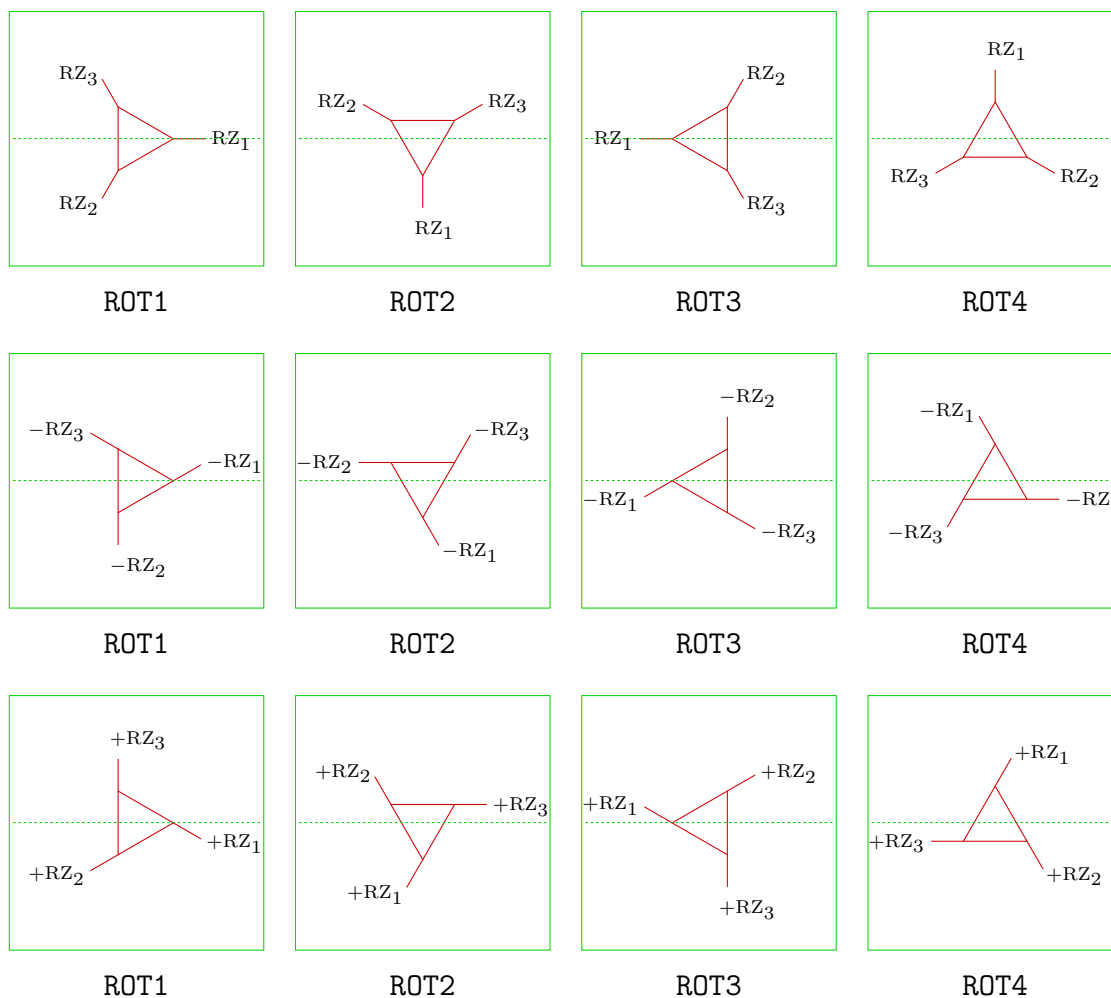 RZ₁
RZ₃ RZ₂
RZ₂ RZ₃
RZ₁ RZ₁
RZ₃ RZ₂
RZ₂ RZ₃
RZ₁
ROT1 ROT2 ROT3 ROT4
−RZ₂
−RZ₁
−RZ₃ −RZ₃
−RZ₂ −RZ₁
−RZ₁ −RZ
−RZ₃ −RZ₃
−RZ₁
−RZ₂
ROT1 ROT2 ROT3 ROT4
+RZ₃ +RZ₁
+RZ₂ +RZ₂
+RZ₃ +RZ₁
+RZ₁ +RZ₃
+RZ₂ +RZ₂
+RZ₁ +RZ₃
ROT1 ROT2 ROT3 ROT4